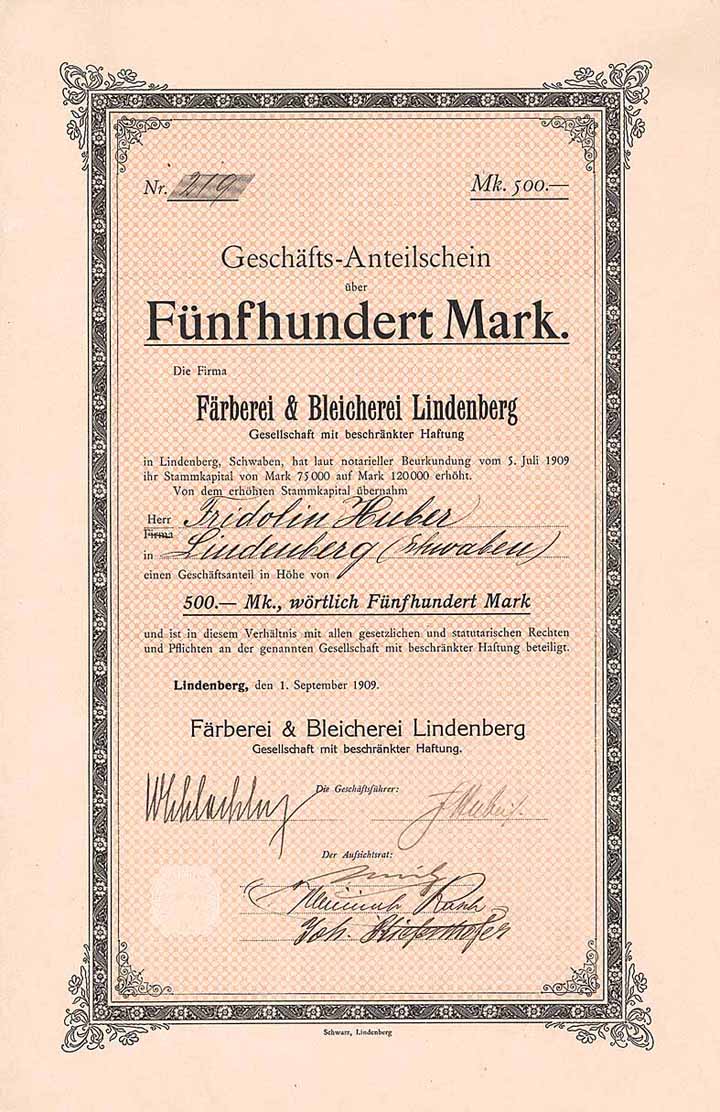 Nr. 219 Mk. 500.—
Geschäfts-Anteilschein
über
Fünfhundert Mark.
Die Firma
Färberei & Bleicherei Lindenberg
Gesellschaft mit beschränkter Haftung
in Lindenberg, Schwaben, hat laut notarieller Beurkundung vom 5. Juli 1909
ihr Stammkapital von Mark 75000 auf Mark 120000 erhöht.
Von dem erhöhten Stammkapital übernahm
Herr Fridolin Huber
Firma
in Lindenberg (Schwaben)
einen Geschäftsanteil in Höhe von
500.— Mk., wörtlich Fünfhundert Mark
und ist in diesem Verhältnis mit allen gesetzlichen und statutarischen Rechten
und Pflichten an der genannten Gesellschaft mit beschränkter Haftung beteiligt.
Lindenberg, den 1. September 1909.
Färberei & Bleicherei Lindenberg
Gesellschaft mit beschränkter Haftung.
Die Geschäftsführer:
Der Aufsichtsrat:
Joh.
Schwarz, Lindenberg